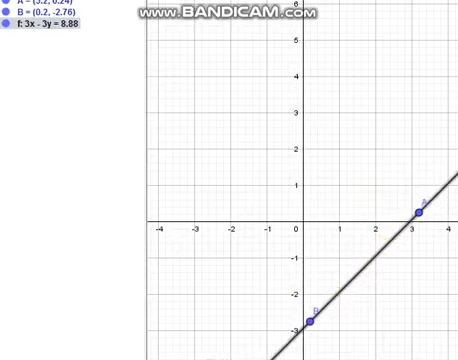 www.BANDICAM.com
A = (3.2, 0.24)
B = (0.2, -2.76)
f: 3x - 3y = 8.88
6
5
4
3
2
1
-4 -3 -2 -1 0 1 2 3 4
-1
-2
-3
A
B